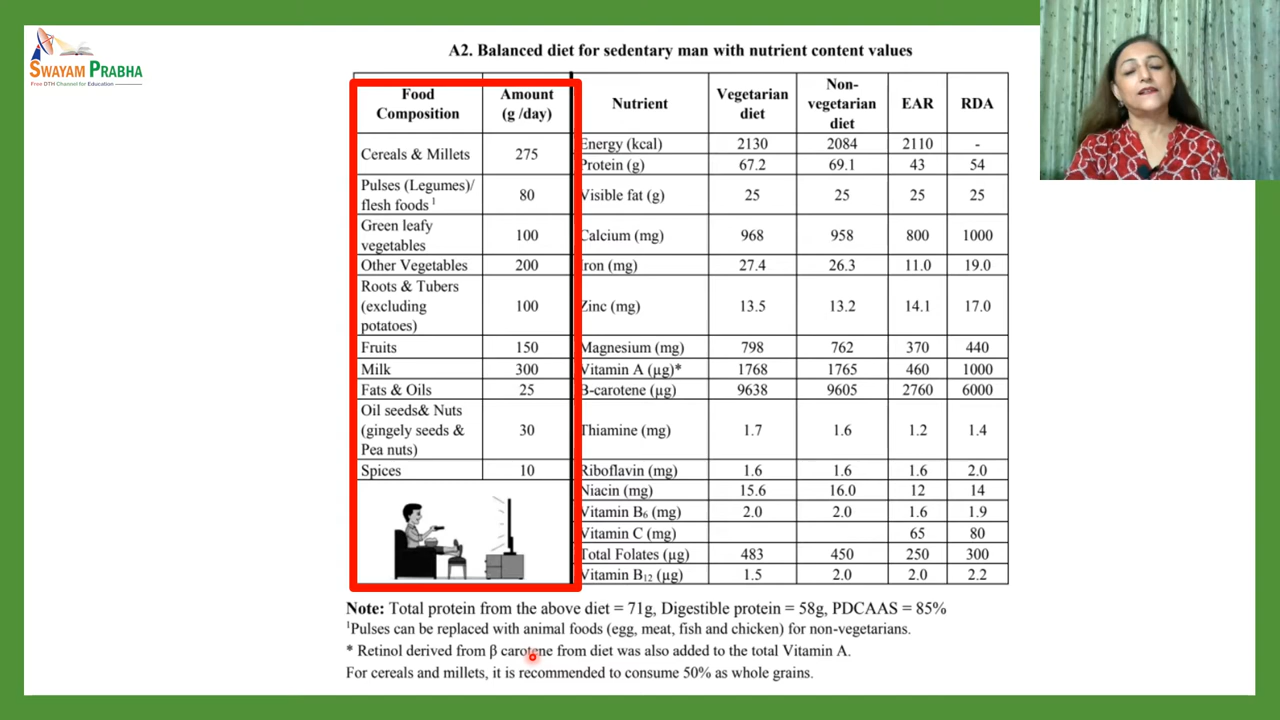 SWAYAM PRABHA
Free DTH Channel for Education
A2. Balanced diet for sedentary man with nutrient content values
Food Composition Amount (g /day) Nutrient Vegetarian diet Non-vegetarian diet EAR RDA
Cereals & Millets 275
Energy (kcal) 2130 2084 2110 -
Protein (g) 67.2 69.1 43 54
Pulses (Legumes)/ flesh foods ¹ 80 Visible fat (g) 25 25 25 25
Green leafy vegetables 100 Calcium (mg) 968 958 800 1000
Other Vegetables 200 Iron (mg) 27.4 26.3 11.0 19.0
Roots & Tubers (excluding potatoes) 100 Zinc (mg) 13.5 13.2 14.1 17.0
Fruits 150 Magnesium (mg) 798 762 370 440
Milk 300 Vitamin A (µg)* 1768 1765 460 1000
Fats & Oils 25 B-carotene (µg) 9638 9605 2760 6000
Oil seeds& Nuts (gingely seeds & Pea nuts) 30 Thiamine (mg) 1.7 1.6 1.2 1.4
Spices 10 Riboflavin (mg) 1.6 1.6 1.6 2.0
Niacin (mg) 15.6 16.0 12 14
Vitamin B₆ (mg) 2.0 2.0 1.6 1.9
Vitamin C (mg) 65 80
Total Folates (µg) 483 450 250 300
Vitamin B₁₂ (µg) 1.5 2.0 2.0 2.2
Note: Total protein from the above diet = 71g, Digestible protein = 58g, PDCAAS = 85%
¹Pulses can be replaced with animal foods (egg, meat, fish and chicken) for non-vegetarians.
* Retinol derived from β carotene from diet was also added to the total Vitamin A.
For cereals and millets, it is recommended to consume 50% as whole grains.